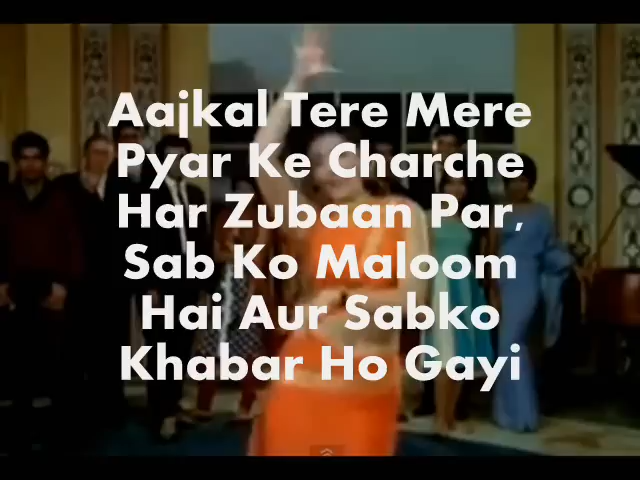 Aajkal Tere Mere
Pyar Ke Charche
Har Zubaan Par,
Sab Ko Maloom
Hai Aur Sabko
Khabar Ho Gayi